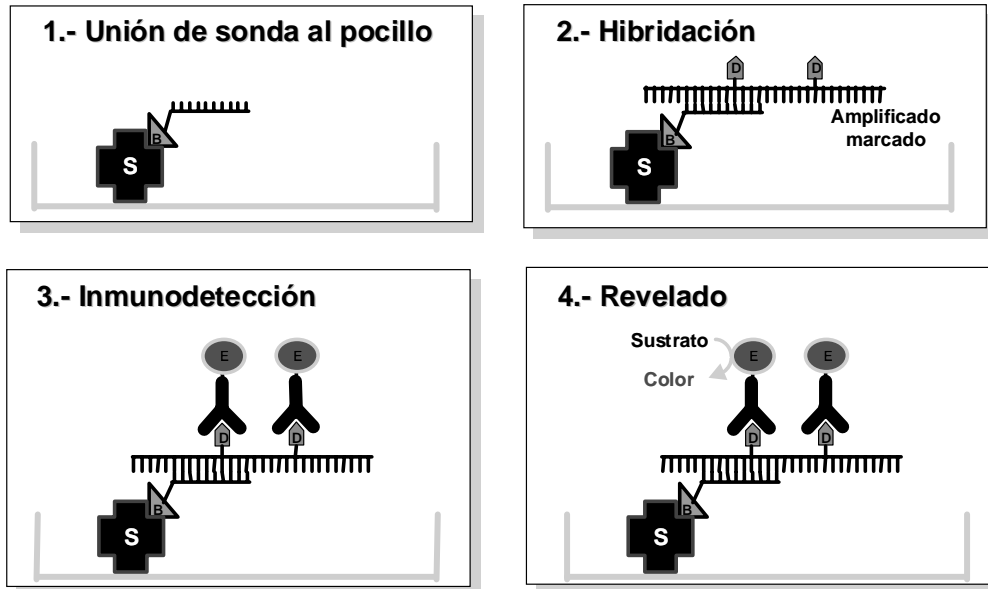 1.- Unión de sonda al pocillo
B
S
2.- Hibridación
D D
Amplificado
marcado
B
S
3.- Inmunodetección
E E
D D
B
S
4.- Revelado
Sustrato
E E
Color
D D
B
S